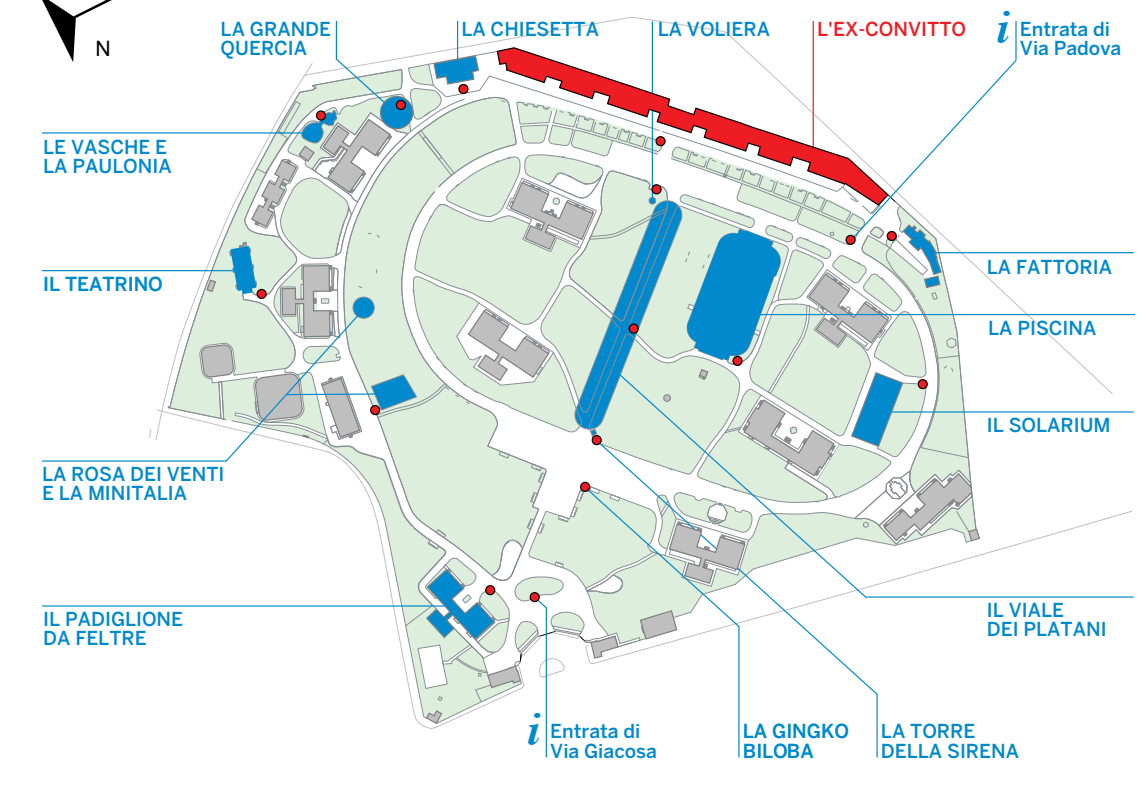 N
LA GRANDE
QUERCIA
LA CHIESETTA
LA VOLIERA
L'EX-CONVITTO
i Entrata di
Via Padova
LE VASCHE E
LA PAULONIA
IL TEATRINO
LA ROSA DEI VENTI
E LA MINITALIA
IL PADIGLIONE
DA FELTRE
LA FATTORIA
LA PISCINA
IL SOLARIUM
IL VIALE
DEI PLATANI
i Entrata di
Via Giacosa
LA GINGKO
BILOBA
LA TORRE
DELLA SIRENA